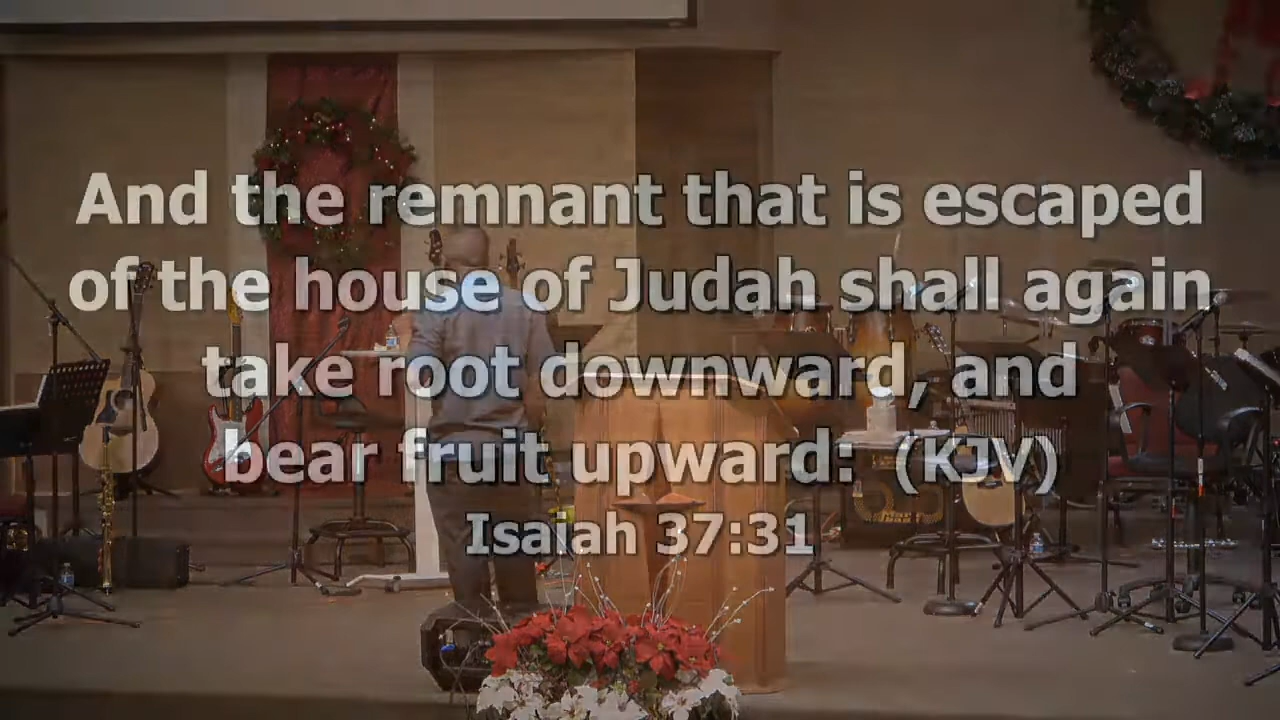 And the remnant that is escaped
of the house of Judah shall again
take root downward, and
bear fruit upward: (KJV)
Isaiah 37:31